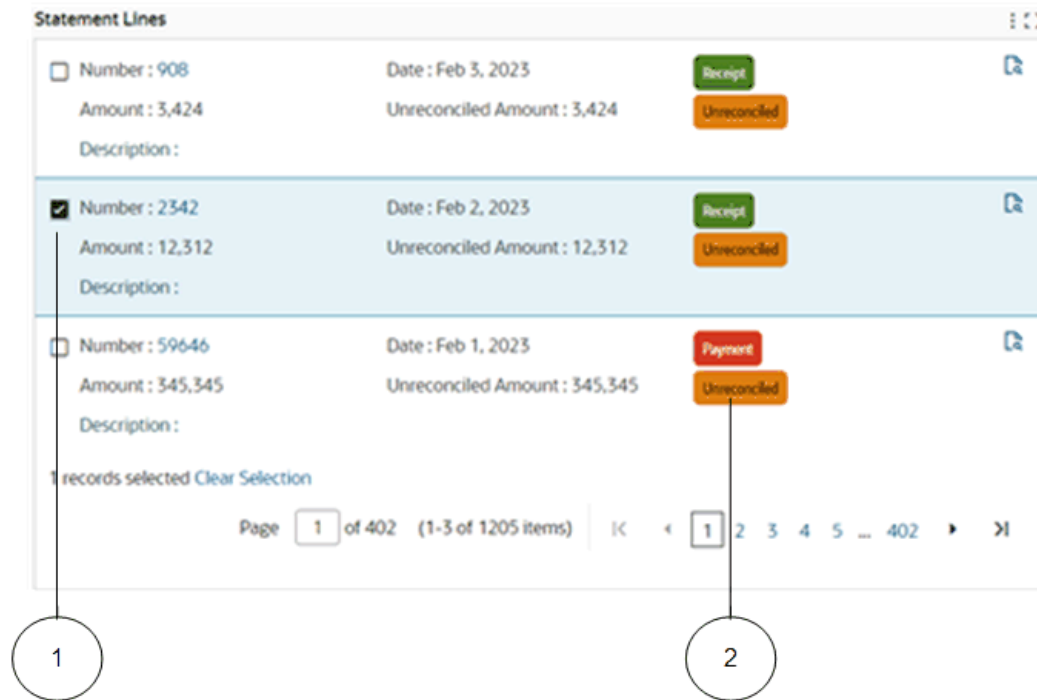 Statement Lines
Number : 908 Date : Feb 3, 2023 Receipt
Amount : 3,424 Unreconciled Amount : 3,424 Unreconciled
Description :
Number : 2342 Date : Feb 2, 2023 Receipt
Amount : 12,312 Unreconciled Amount : 12,312 Unreconciled
Description :
Number : 59646 Date : Feb 1, 2023 Payment
Amount : 345,345 Unreconciled Amount : 345,345 Unreconciled
Description :
1 records selected Clear Selection
Page 1 of 402 (1-3 of 1205 items) 1 2 3 4 5 ... 402
1 2